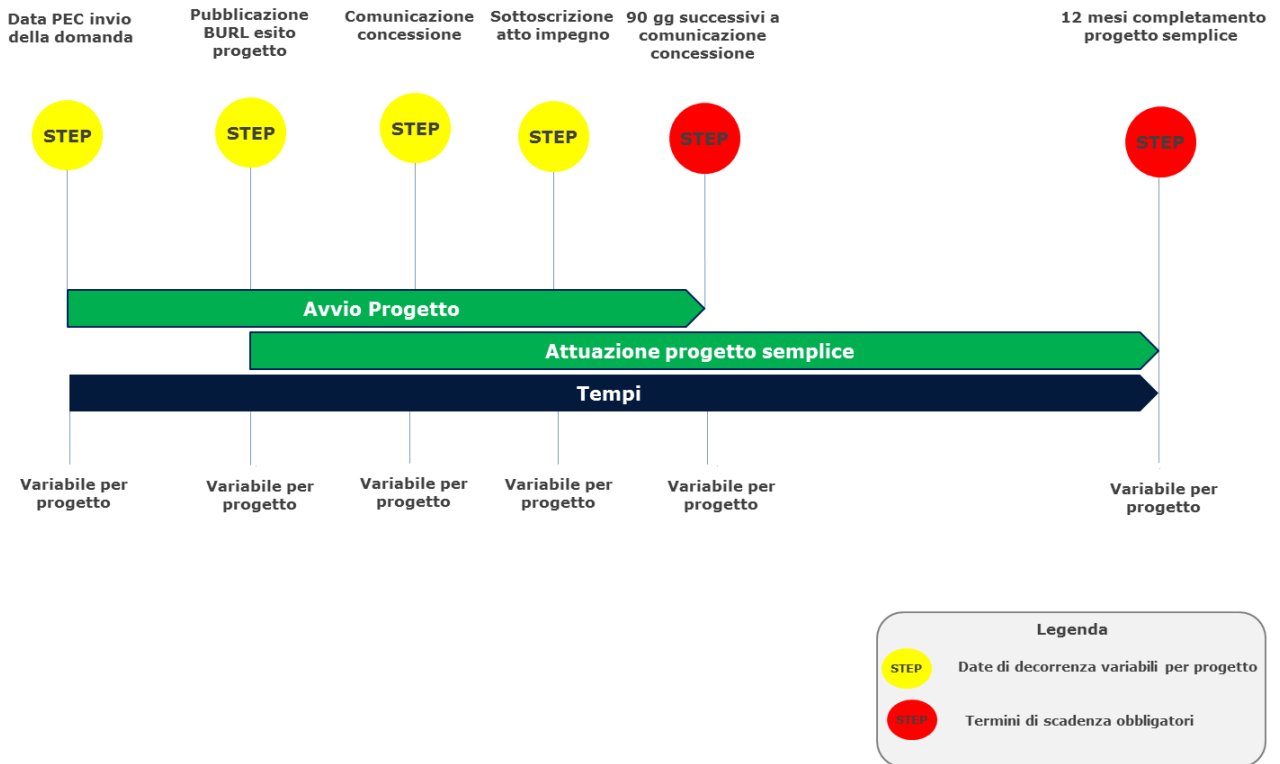 Data PEC invio
della domanda
Pubblicazione
BURL esito
progetto
Comunicazione
concessione
Sottoscrizione
atto impegno
90 gg successivi a
comunicazione
concessione
12 mesi completamento
progetto semplice
STEP
STEP
STEP
STEP
STEP
STEP
Avvio Progetto
Attuazione progetto semplice
Tempi
Variabile per
progetto
Variabile per
progetto
Variabile per
progetto
Variabile per
progetto
Variabile per
progetto
Variabile per
progetto
Legenda
STEP
Date di decorrenza variabili per progetto
STEP
Termini di scadenza obbligatori